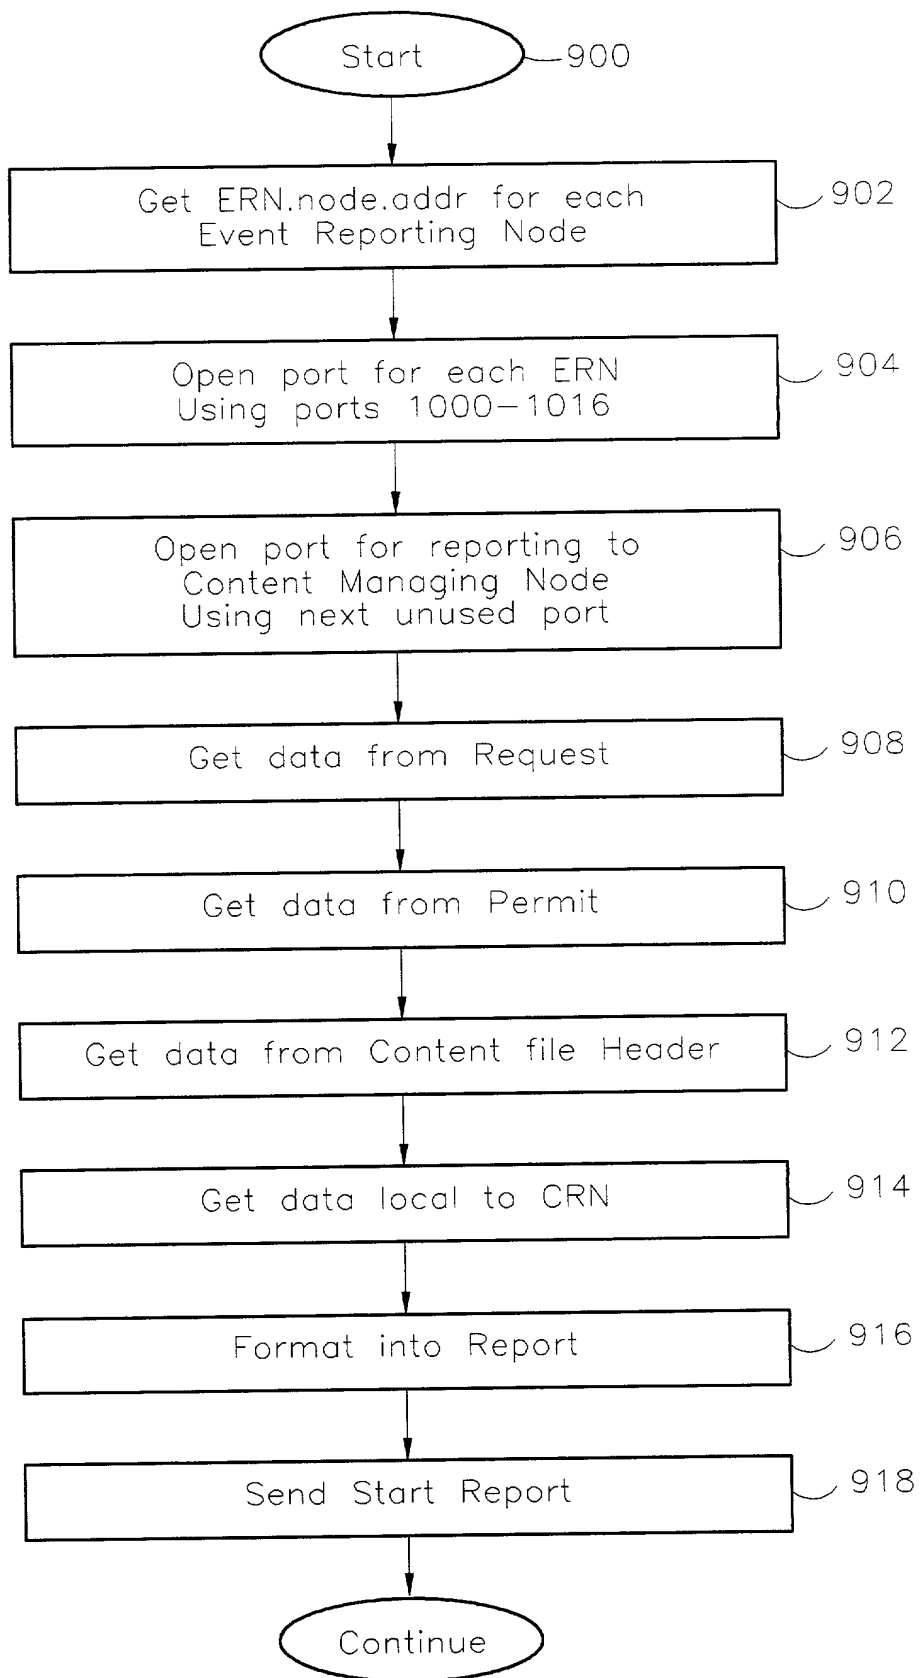 Start
900
Get ERN.node.addr for each
Event Reporting Node
902
Open port for each ERN
Using ports 1000-1016
904
Open port for reporting to
Content Managing Node
Using next unused port
906
Get data from Request
908
Get data from Permit
910
Get data from Content file Header
912
Get data local to CRN
914
Format into Report
916
Send Start Report
918
Continue